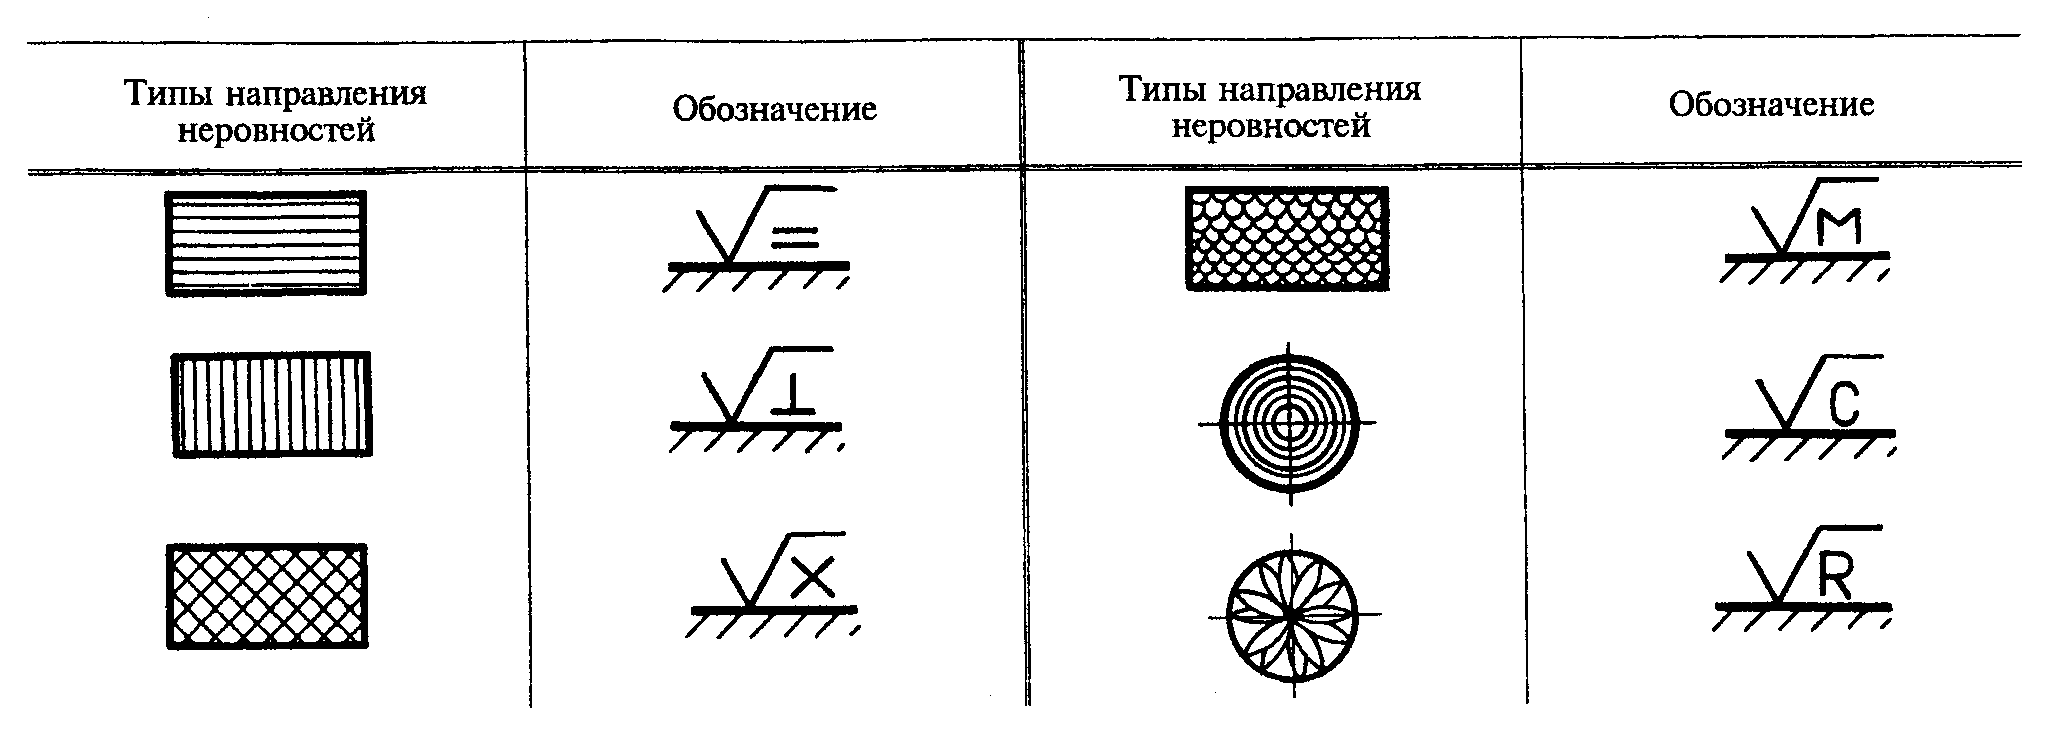 Типы направления
неровностей
Обозначение
Типы направления
неровностей
Обозначение
=
M
⊥
C
X
R